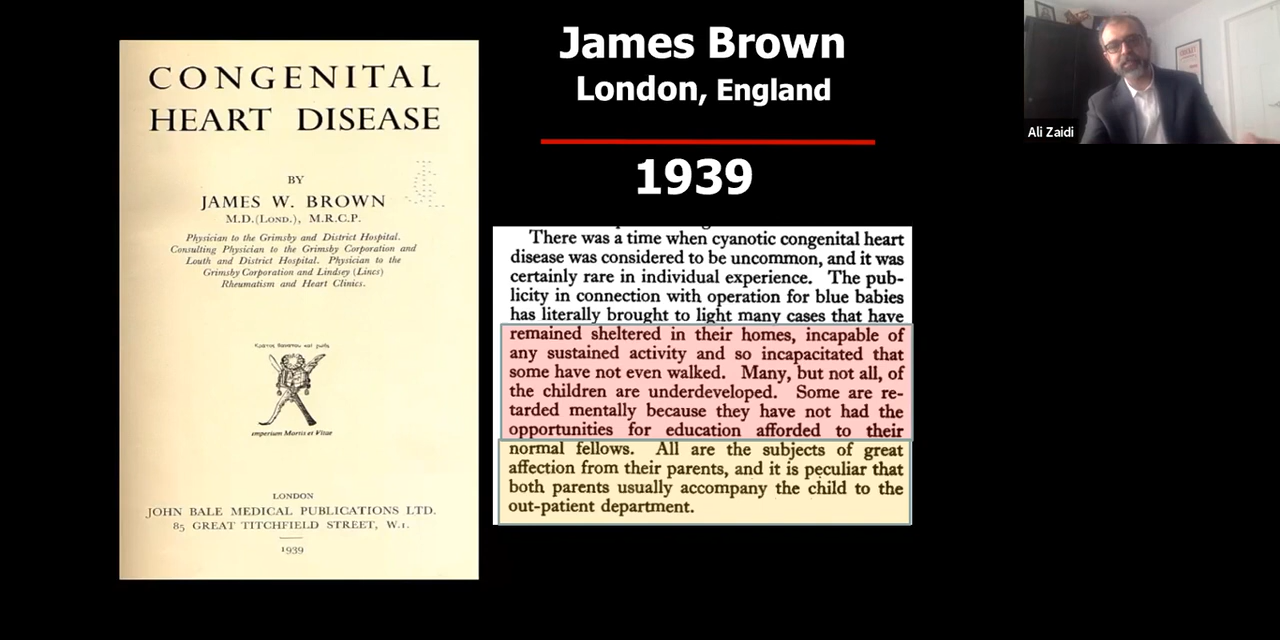 CONGENITAL
HEART DISEASE
BY
JAMES W. BROWN
M.D.(LOND.), M.R.C.P.
Physician to the Grimsby and District Hospital.
Consulting Physician to the Grimsby Corporation and
Louth and District Hospital. Physician to the
Grimsby Corporation and Lindsey (Lincs)
Rheumatism and Heart Clinics.
imperium Mortis et Vitae
LONDON
JOHN BALE MEDICAL PUBLICATIONS LTD.
85 GREAT TITCHFIELD STREET, W.1.
1939
James Brown
London, England
1939
There was a time when cyanotic congenital heart
disease was considered to be uncommon, and it was
certainly rare in individual experience. The pub-
licity in connection with operation for blue babies
has literally brought to light many cases that have
remained sheltered in their homes, incapable of
any sustained activity and so incapacitated that
some have not even walked. Many, but not all, of
the children are underdeveloped. Some are re-
tarded mentally because they have not had the
opportunities for education afforded to their
normal fellows. All are the subjects of great
affection from their parents, and it is peculiar that
both parents usually accompany the child to the
out-patient department.
Ali Zaidi